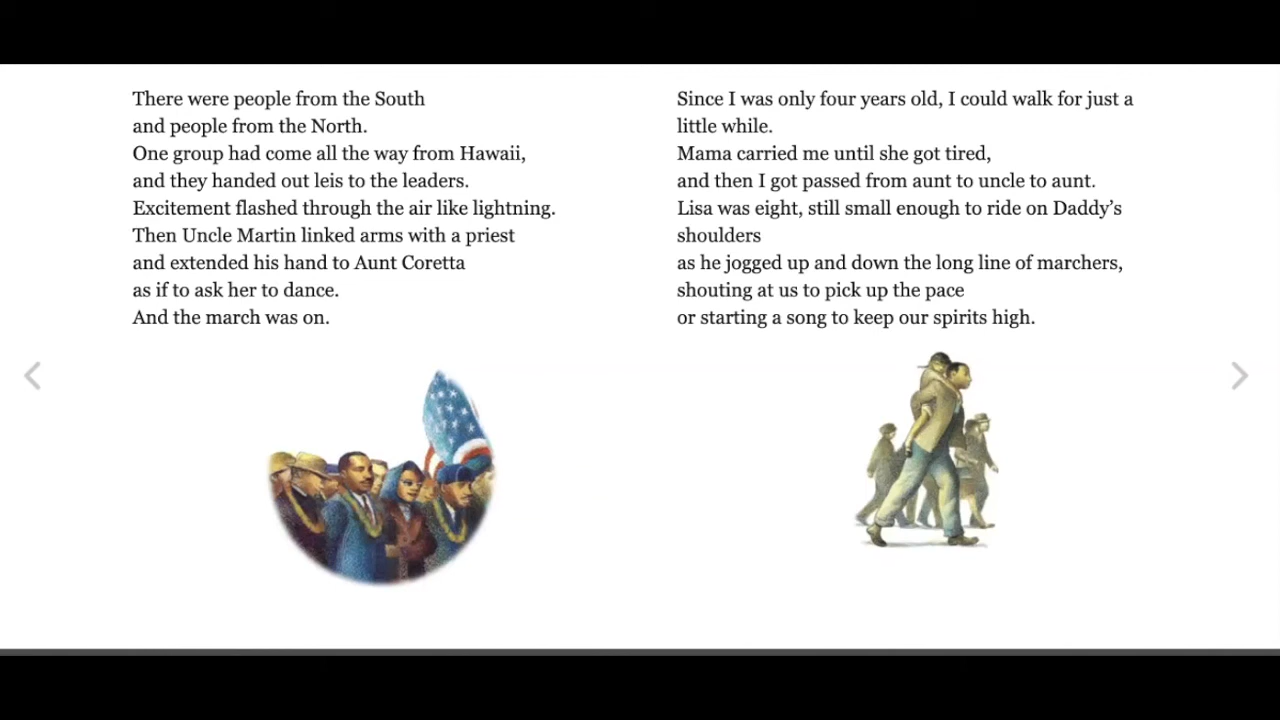 There were people from the South
and people from the North.
One group had come all the way from Hawaii,
and they handed out leis to the leaders.
Excitement flashed through the air like lightning.
Then Uncle Martin linked arms with a priest
and extended his hand to Aunt Coretta
as if to ask her to dance.
And the march was on.
Since I was only four years old, I could walk for just a
little while.
Mama carried me until she got tired,
and then I got passed from aunt to uncle to aunt.
Lisa was eight, still small enough to ride on Daddy’s
shoulders
as he jogged up and down the long line of marchers,
shouting at us to pick up the pace
or starting a song to keep our spirits high.